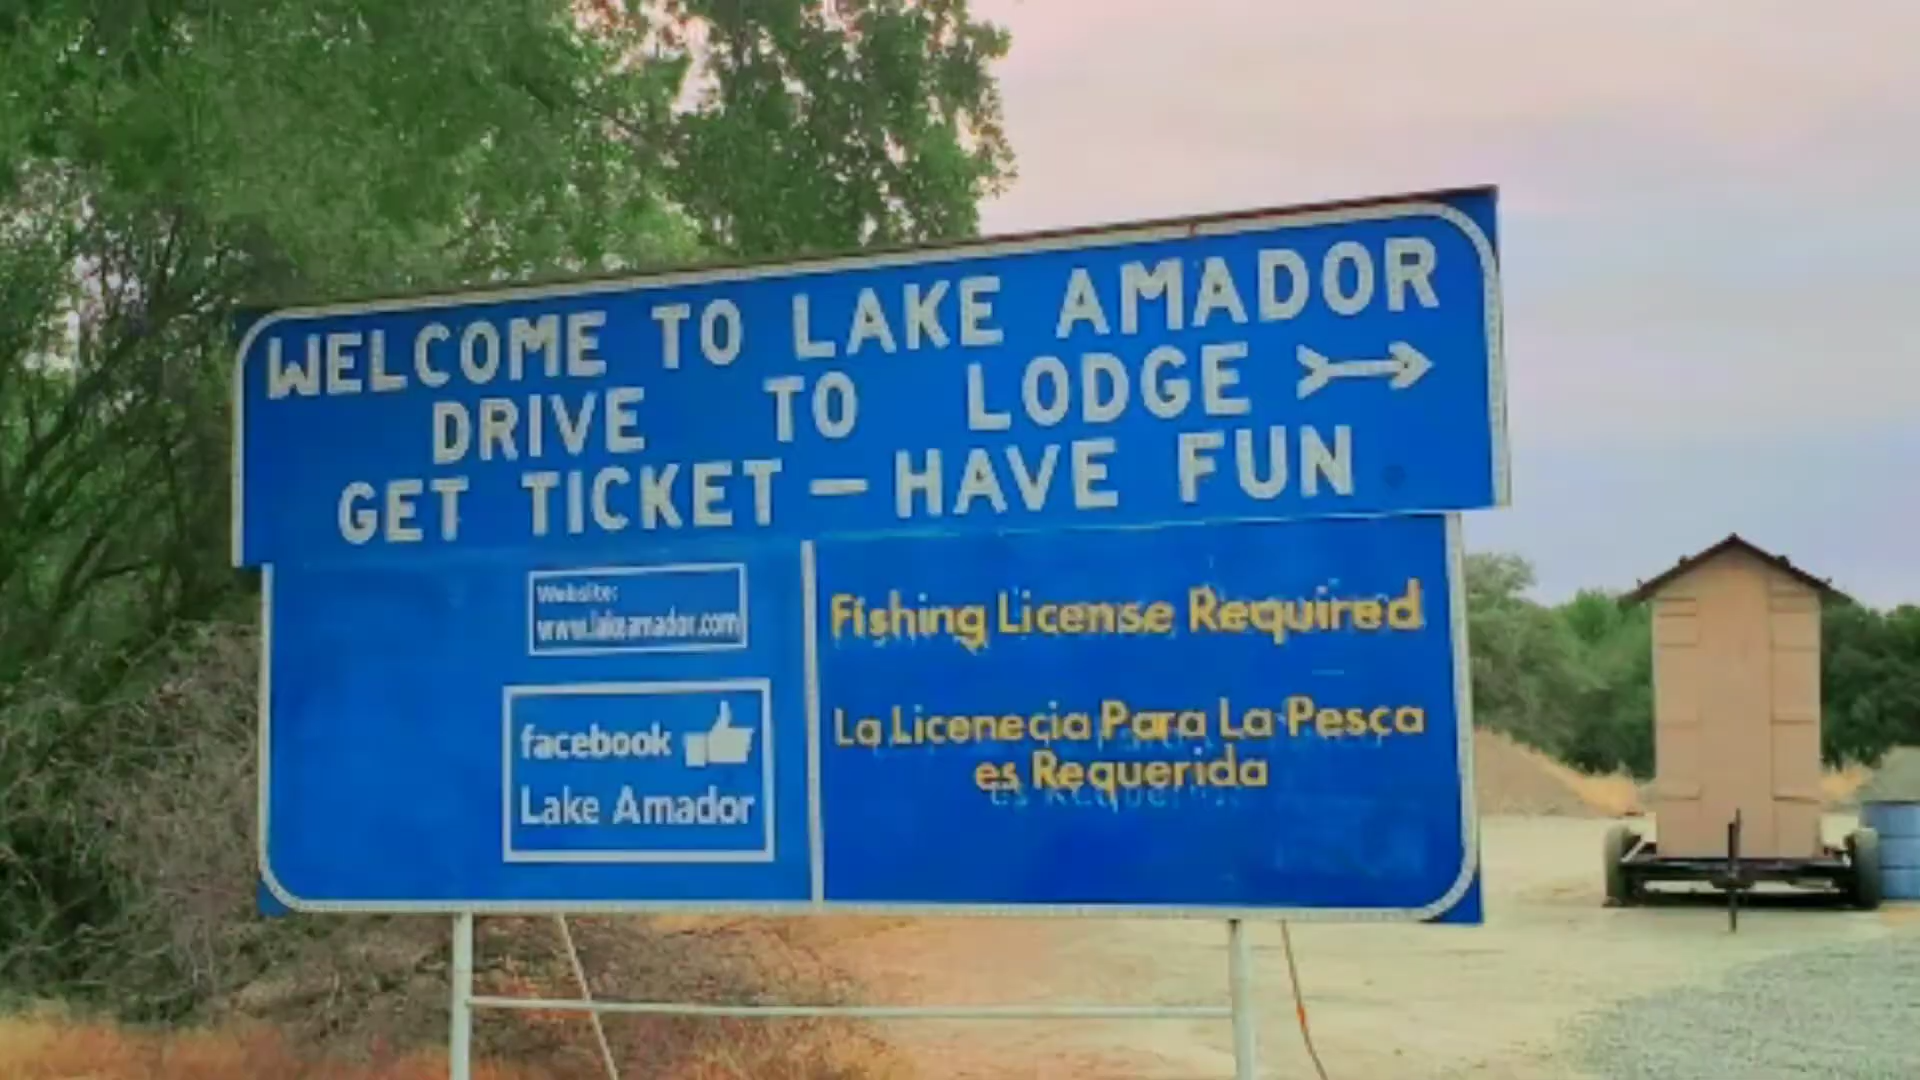 WELCOME TO LAKE AMADOR
DRIVE TO LODGE
GET TICKET — HAVE FUN
Website:
www.lakeamador.com
facebook
Lake Amador
Fishing License Required
La Licenecia Para La Pesca
es Requerida